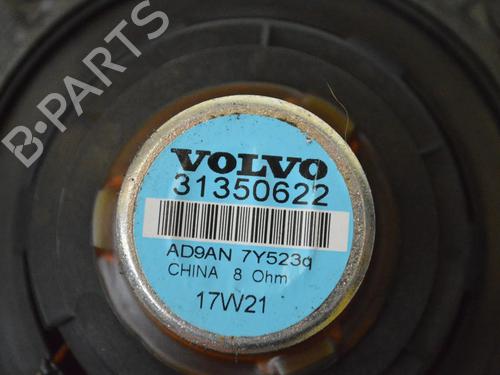 B-PARTS
VOLVO
31350622
AD9AN 7Y523q
CHINA 8 Ohm
17W21